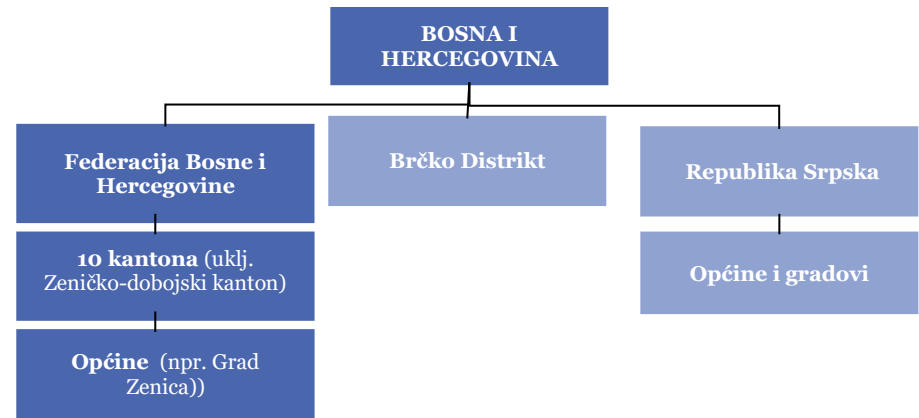 BOSNA I
HERCEGOVINA
Federacija Bosne i
Hercegovine
Brčko Distrikt
Republika Srpska
10 kantona (uklj.
Zeničko-dobojski kanton)
Općine i gradovi
Općine  (npr. Grad
Zenica))